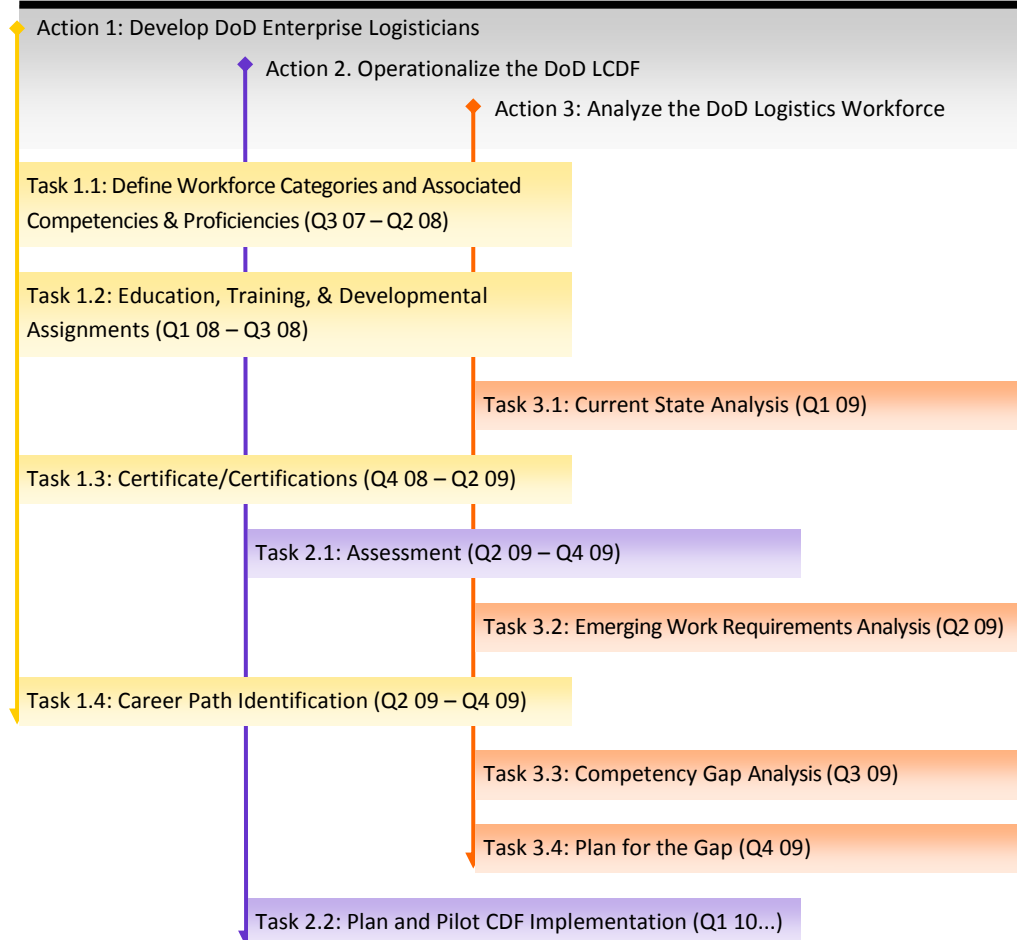 Action 1: Develop DoD Enterprise Logisticians
Action 2. Operationalize the DoD LCDF
Action 3: Analyze the DoD Logistics Workforce
Task 1.1: Define Workforce Categories and Associated
Competencies & Proficiencies (Q3 07 – Q2 08)
Task 1.2: Education, Training, & Developmental
Assignments (Q1 08 – Q3 08)
Task 3.1: Current State Analysis (Q1 09)
Task 1.3: Certificate/Certifications (Q4 08 – Q2 09)
Task 2.1: Assessment (Q2 09 – Q4 09)
Task 3.2: Emerging Work Requirements Analysis (Q2 09)
Task 1.4: Career Path Identification (Q2 09 – Q4 09)
Task 3.3: Competency Gap Analysis (Q3 09)
Task 3.4: Plan for the Gap (Q4 09)
Task 2.2: Plan and Pilot CDF Implementation (Q1 10...)